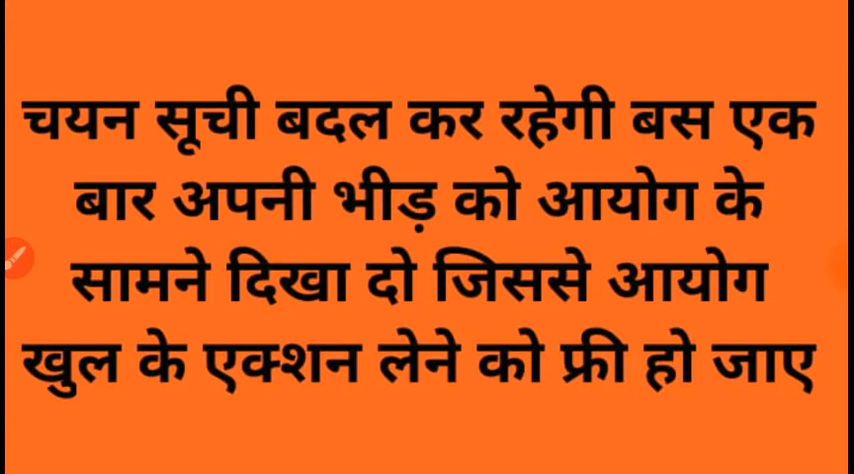 चयन सूची बदल कर रहेगी बस एक
बार अपनी भीड़ को आयोग के
सामने दिखा दो जिससे आयोग
खुल के एक्शन लेने को फ्री हो जाए